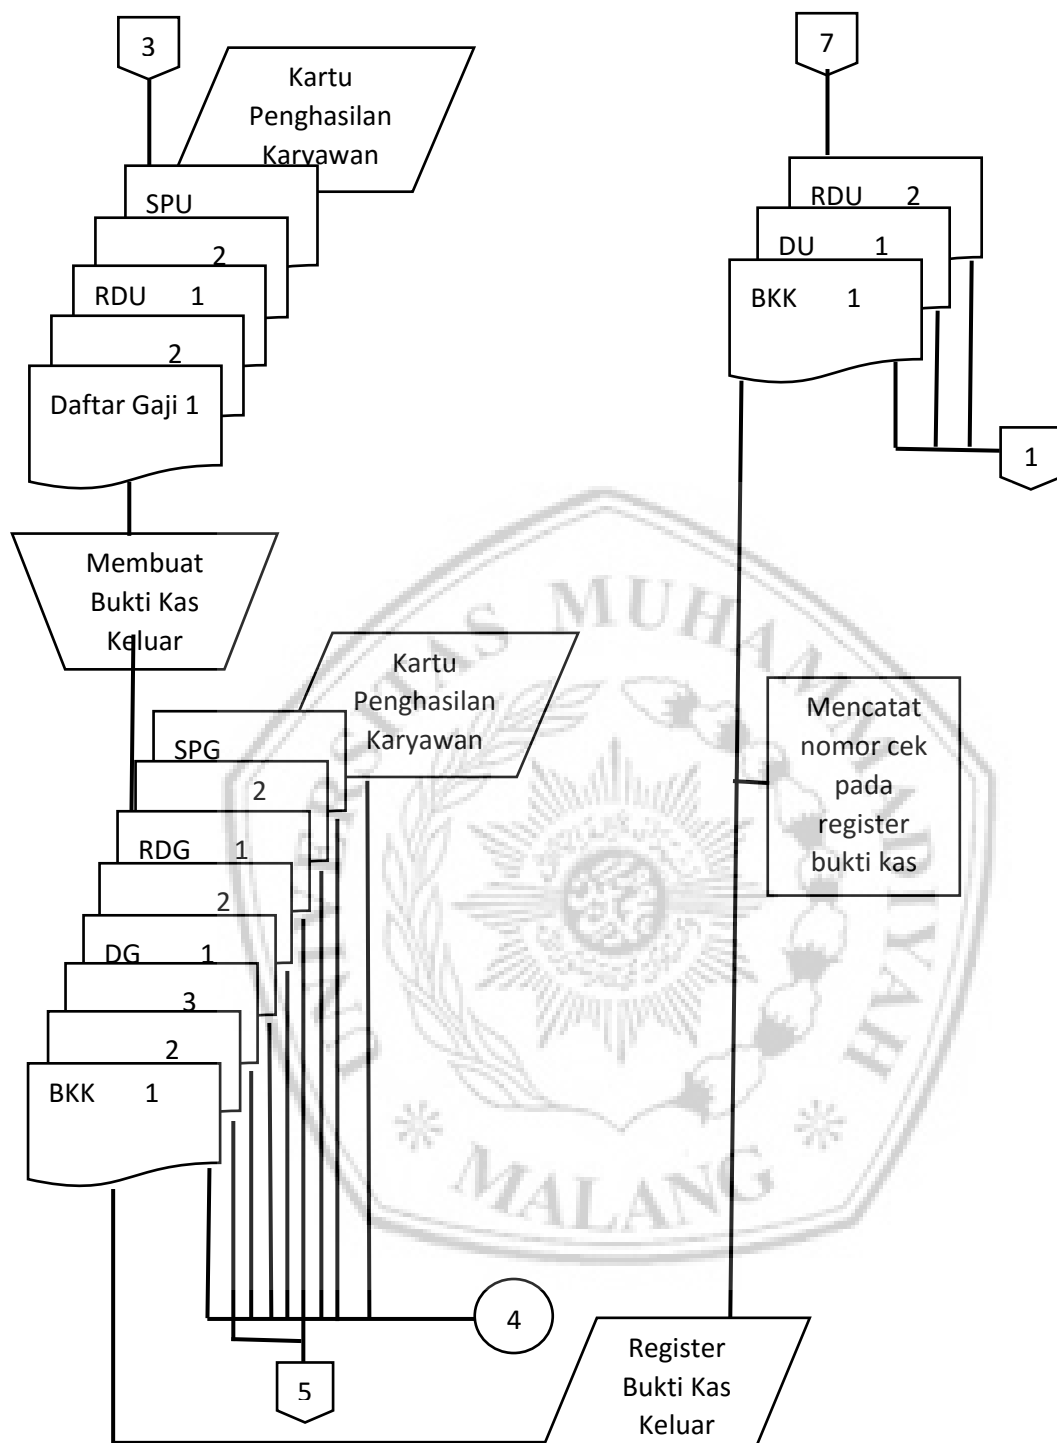 3
Kartu
Penghasilan
Karyawan
SPU
2
RDU 1
2
Daftar Gaji 1
Membuat
Bukti Kas
Keluar
Kartu
Penghasilan
Karyawan
SPG
2
RDG 1
2
DG 1
3
2
BKK 1
4
5
7
RDU 2
DU 1
BKK 1
1
Mencatat
nomor cek
pada
register
bukti kas
Register
Bukti Kas
Keluar
UNIVERSITAS MUHAMMADIYAH
MALANG